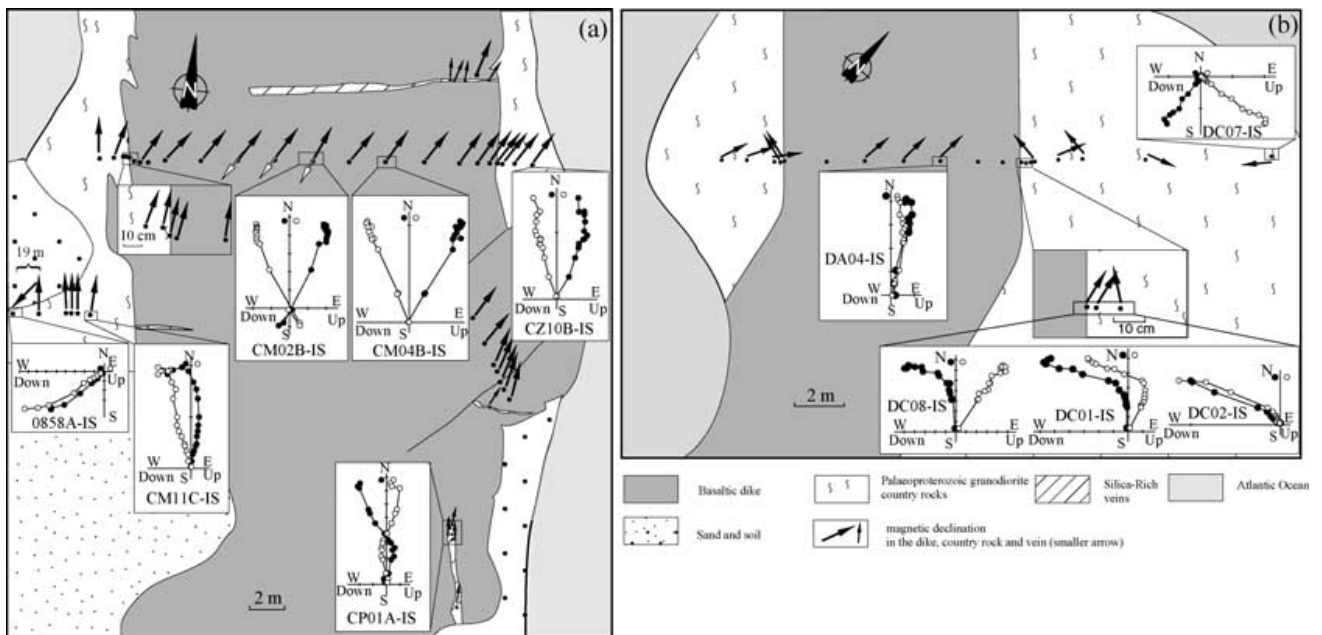 (a)
N
10 cm
19 m
N
W
E
Down
Up
S
CM02B-IS
N
W
E
Down
Up
S
CM04B-IS
N
W
E
Down
Up
S
CZ10B-IS
W
N
E
Down
Up
S
0858A-IS
N
W
E
Down
Up
S
CM11C-IS
N
W
E
Down
Up
S
CP01A-IS
2 m
(b)
N
W
N
E
Down
Up
S
DC07-IS
N
DA04-IS
W
E
Down
Up
S
10 cm
2 m
N
DC08-IS
W
E
Down
Up
S
N
DC01-IS
W
E
Down
Up
S
N
DC02-IS
W
E
Down
Up
S
Basaltic dike
Palaeoproterozoic granodiorite
country rocks
Silica-Rich
veins
Atlantic Ocean
Sand and soil
magnetic declination
in the dike, country rock and vein (smaller arrow)